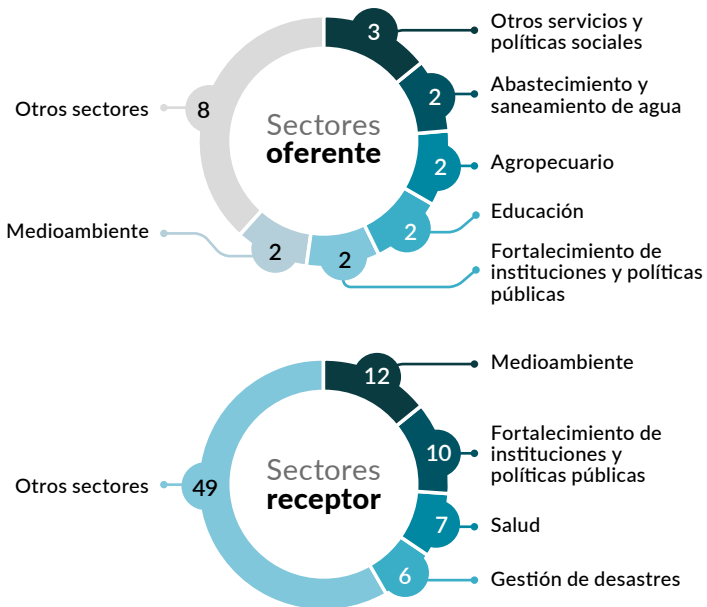 3
Otros servicios y
políticas sociales
2
Abastecimiento y
saneamiento de agua
Otros sectores
8
Sectores
oferente
2
Agropecuario
Educación
2
Medioambiente
2
2
Fortalecimiento de
instituciones y políticas
públicas
12
Medioambiente
Fortalecimiento de
instituciones y
políticas públicas
10
Sectores
receptor
Otros sectores
49
7
Salud
6
Gestión de desastres